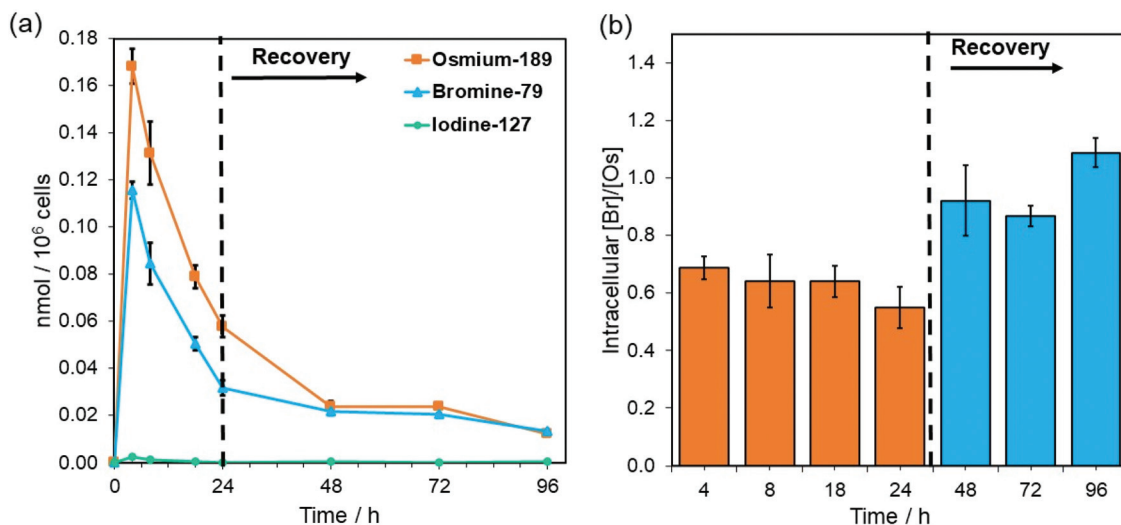 (a)
0.18
0.16
0.14
0.12
0.10
0.08
0.06
0.04
0.02
0.00
nmol / 10⁶ cells
Recovery
Osmium-189
Bromine-79
Iodine-127
0 24 48 72 96
Time / h
(b)
1.4
1.2
1.0
0.8
0.6
0.4
0.2
0.0
Intracellular [Br]/[Os]
Recovery
4 8 18 24 48 72 96
Time / h